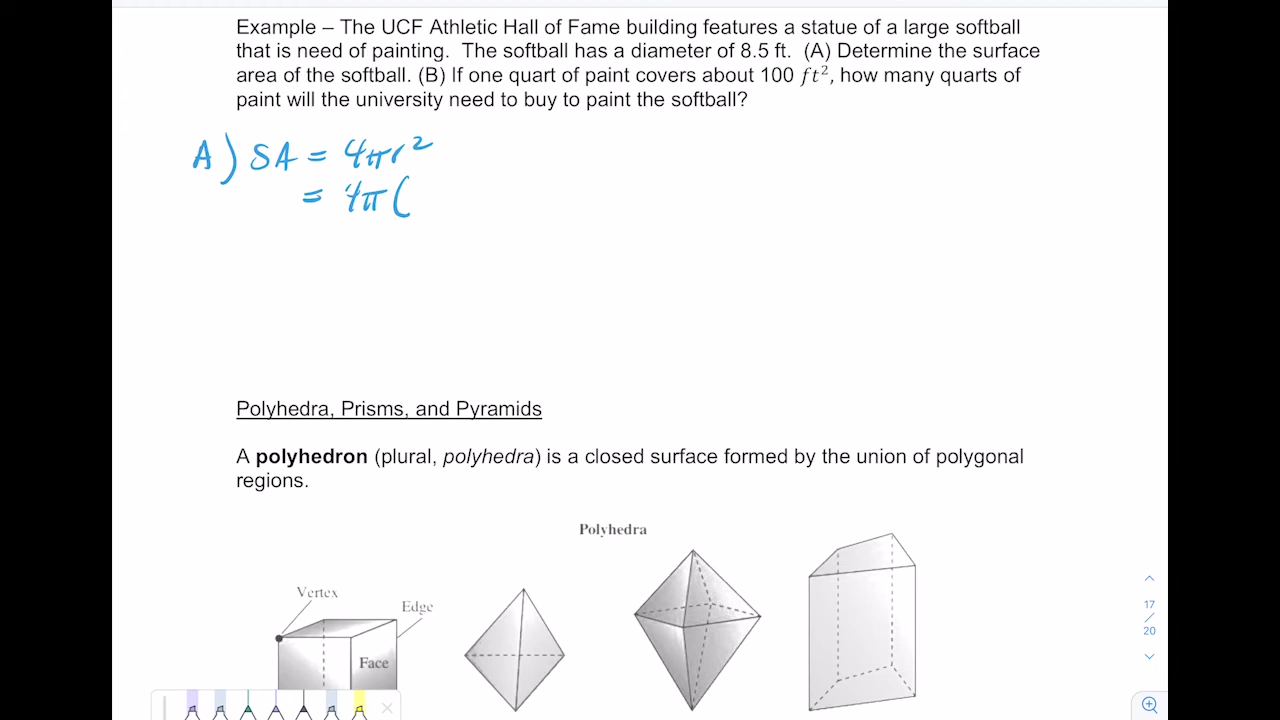 Example – The UCF Athletic Hall of Fame building features a statue of a large softball
that is need of painting.  The softball has a diameter of 8.5 ft.  (A) Determine the surface
area of the softball. (B) If one quart of paint covers about 100 ft², how many quarts of
paint will the university need to buy to paint the softball?
A) SA = 4πr²
= 4π(
Polyhedra, Prisms, and Pyramids
A polyhedron (plural, polyhedra) is a closed surface formed by the union of polygonal
regions.
Polyhedra
Vertex
Edge
Face
17
/
20